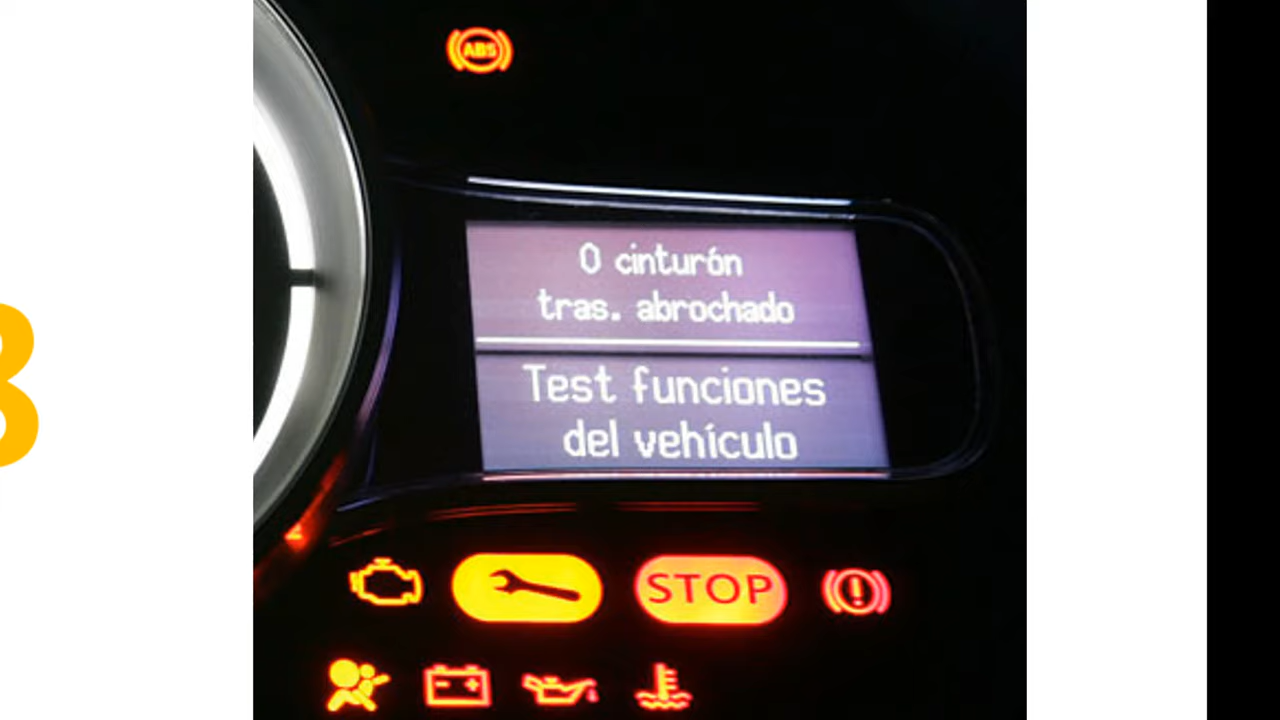 ABS
0 cinturón
tras. abrochado
Test funciones
del vehículo
STOP